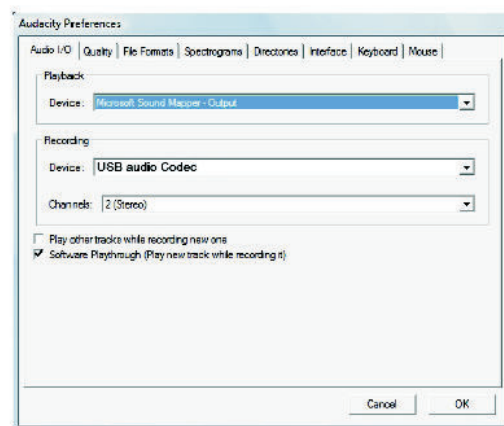 Audacity Preferences
Audio I/O Quality File Formats Spectrograms Directories Interface Keyboard Mouse
Playback
Device: Microsoft Sound Mapper - Output
Recording
Device: USB audio Codec
Channels: 2 (Stereo)
Play other tracks while recording new one
Software Playthrough (Play new track while recording it)
Cancel OK